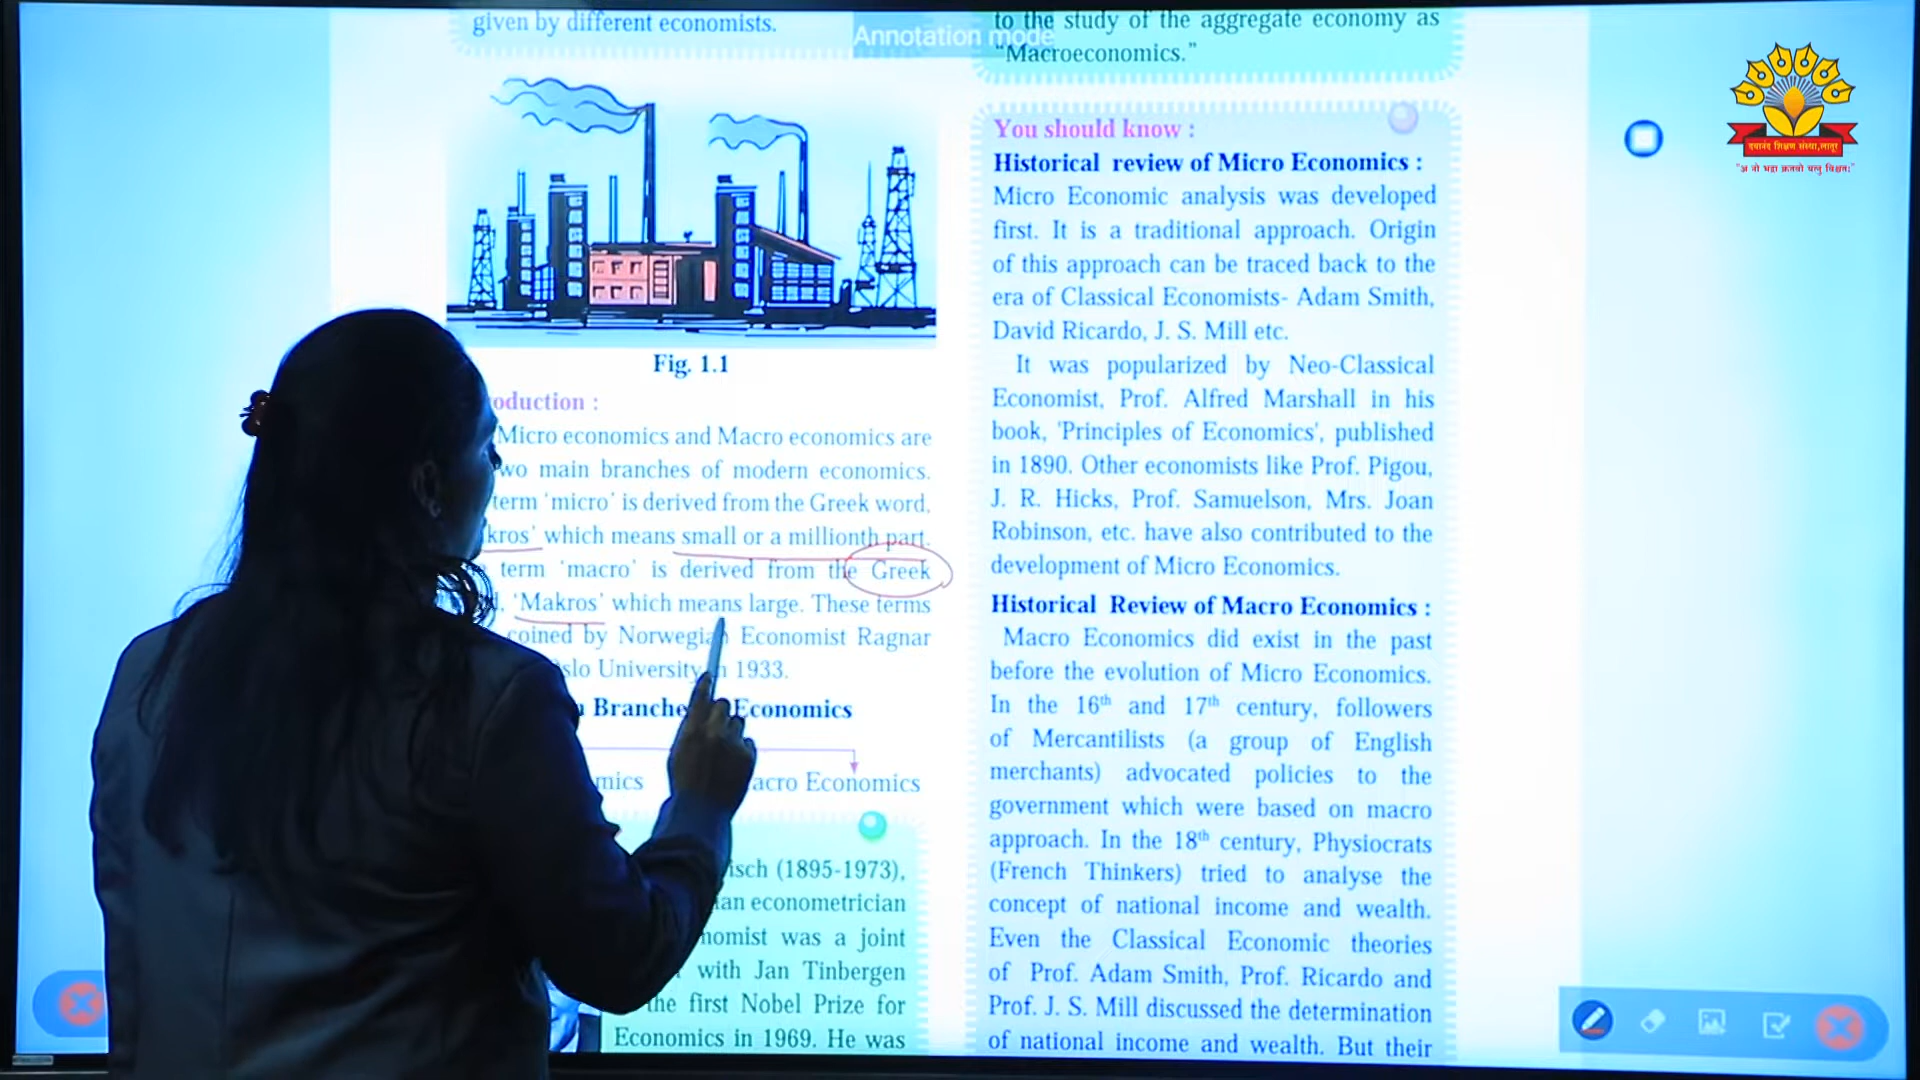 given by different economists.
Annotation mode
Fig. 1.1
oduction :
Micro economics and Macro economics are
wo main branches of modern economics.
term ‘micro’ is derived from the Greek word,
kros’ which means small or a millionth part.
term ‘macro’ is derived from the Greek
‘Makros’ which means large. These terms
coined by Norwegian Economist Ragnar
slo University in 1933.
Branche Economics
mics acro Economics
isch (1895-1973),
an econometrician
nomist was a joint
with Jan Tinbergen
the first Nobel Prize for
Economics in 1969. He was
to the study of the aggregate economy as
“Macroeconomics.”
You should know :
Historical review of Micro Economics :
Micro Economic analysis was developed
first. It is a traditional approach. Origin
of this approach can be traced back to the
era of Classical Economists- Adam Smith,
David Ricardo, J. S. Mill etc.
It was popularized by Neo-Classical
Economist, Prof. Alfred Marshall in his
book, 'Principles of Economics', published
in 1890. Other economists like Prof. Pigou,
J. R. Hicks, Prof. Samuelson, Mrs. Joan
Robinson, etc. have also contributed to the
development of Micro Economics.
Historical Review of Macro Economics :
Macro Economics did exist in the past
before the evolution of Micro Economics.
In the 16th and 17th century, followers
of Mercantilists (a group of English
merchants) advocated policies to the
government which were based on macro
approach. In the 18th century, Physiocrats
(French Thinkers) tried to analyse the
concept of national income and wealth.
Even the Classical Economic theories
of Prof. Adam Smith, Prof. Ricardo and
Prof. J. S. Mill discussed the determination
of national income and wealth. But their
दयानंद शिक्षण संस्था,लातूर